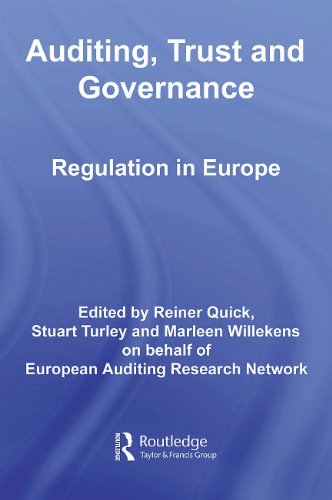 Auditing, Trust and
Governance
Regulation in Europe
Edited by Reiner Quick,
Stuart Turley and Marleen Willekens
on behalf of
European Auditing Research Network
ROUTLEDGE
Routledge
Taylor & Francis Group